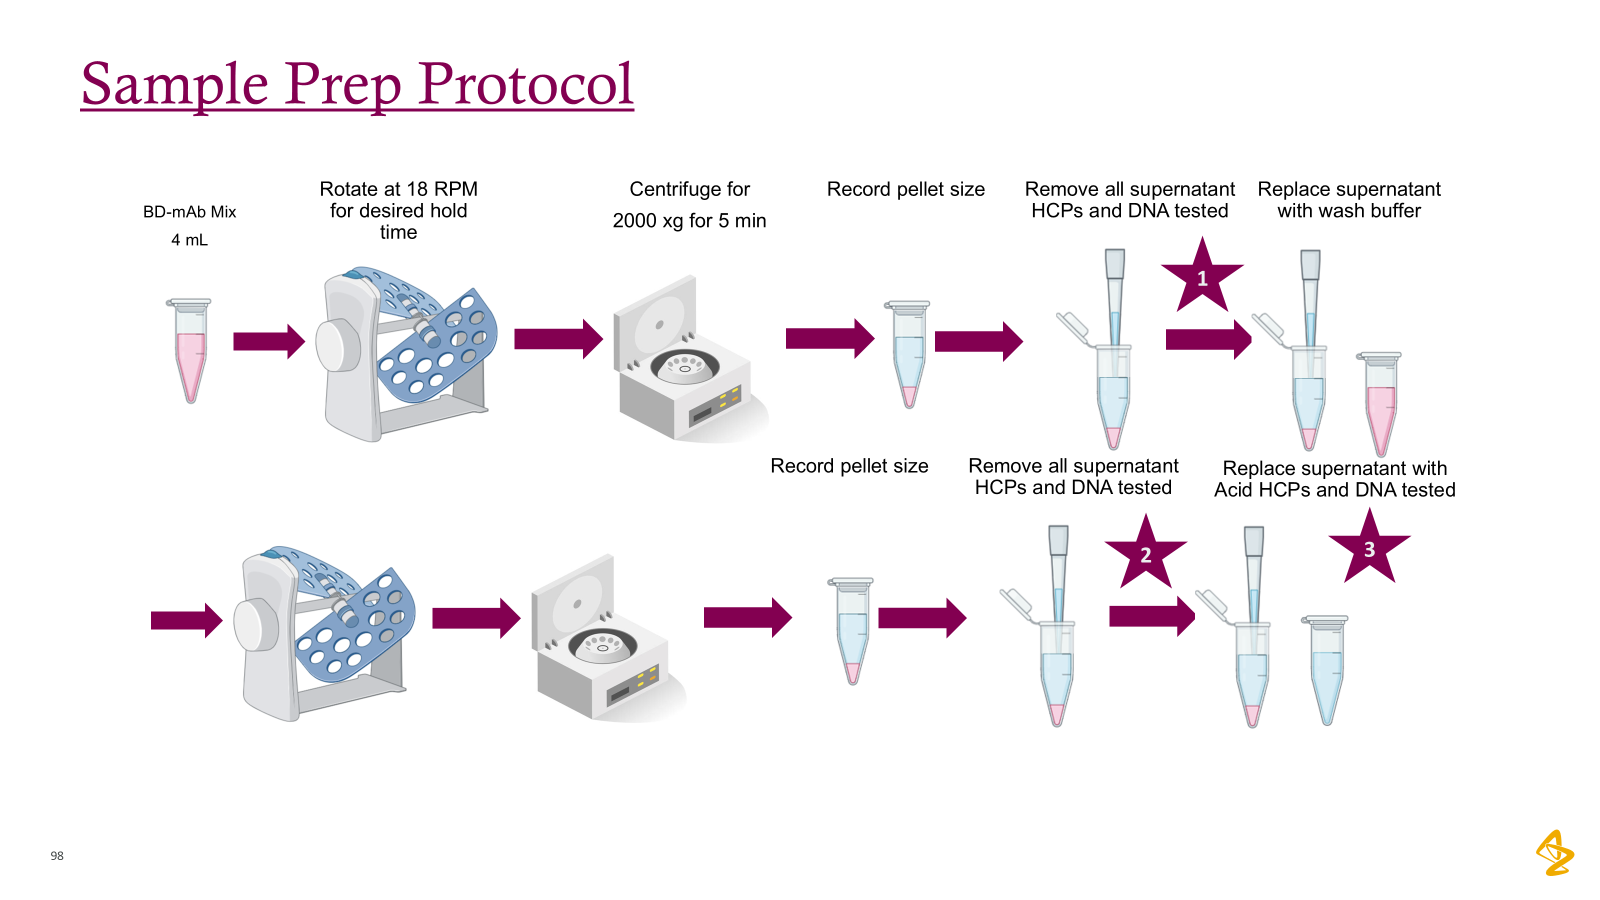 Sample Prep Protocol
BD-mAb Mix
4 mL
Rotate at 18 RPM
for desired hold
time
Centrifuge for
2000 xg for 5 min
Record pellet size
Remove all supernatant
HCPs and DNA tested
1
Replace supernatant
with wash buffer
Record pellet size
Remove all supernatant
HCPs and DNA tested
2
Replace supernatant with
Acid HCPs and DNA tested
3
98